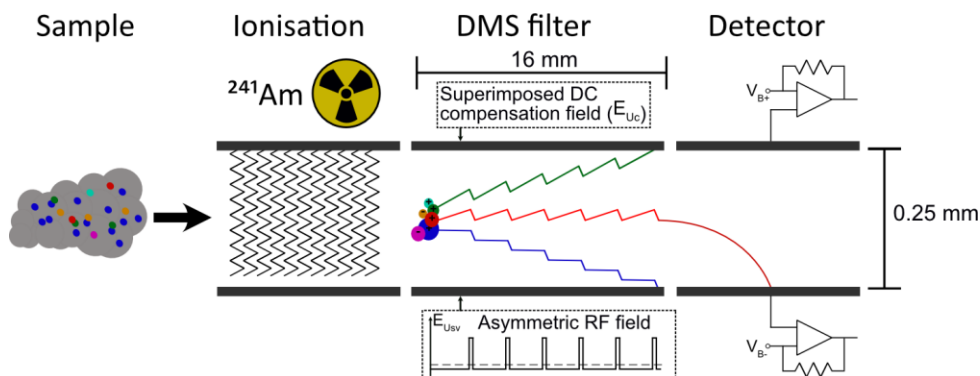 Sample
Ionisation
DMS filter
Detector
²⁴¹Am
16 mm
Superimposed DC
compensation field (E_Uc)
V_B+
+
+
+
-
-
0.25 mm
E_Usv
Asymmetric RF field
V_B-